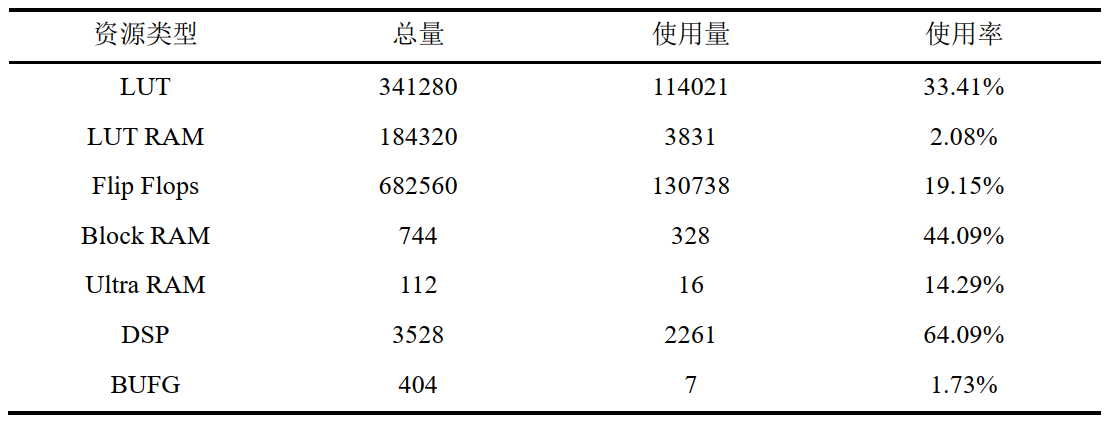 资源类型 总量 使用量 使用率
LUT 341280 114021 33.41%
LUT RAM 184320 3831 2.08%
Flip Flops 682560 130738 19.15%
Block RAM 744 328 44.09%
Ultra RAM 112 16 14.29%
DSP 3528 2261 64.09%
BUFG 404 7 1.73%